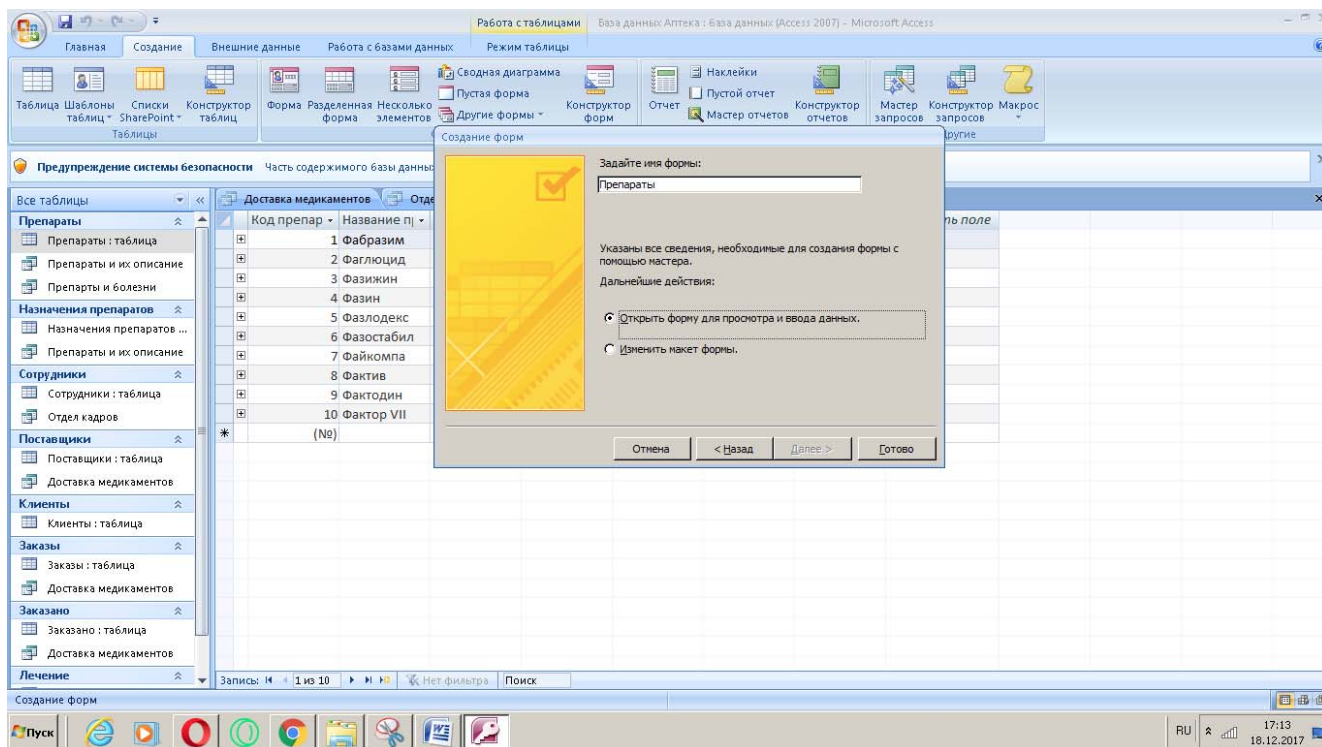 Работа с таблицами База данных Аптека : база данных (Access 2007) - Microsoft Access
Главная Создание Внешние данные Работа с базами данных Режим таблицы
Таблица Шаблоны таблиц Списки SharePoint Конструктор таблиц
Форма Разделенная форма Несколько элементов
Сводная диаграмма
Пустая форма
Другие формы
Конструктор форм
Отчет
Наклейки
Пустой отчет
Мастер отчетов
Конструктор отчетов
Мастер запросов Конструктор запросов Макрос
Таблицы
Другие
Предупреждение системы безопасности Часть содержимого базы данных
Все таблицы
Препараты
Препараты : таблица
Препараты и их описание
Препарты и болезни
Назначения препаратов
Назначения препаратов ...
Препараты и их описание
Сотрудники
Сотрудники : таблица
Отдел кадров
Поставщики
Поставщики : таблица
Доставка медикаментов
Клиенты
Клиенты : таблица
Заказы
Заказы : таблица
Доставка медикаментов
Заказано
Заказано : таблица
Доставка медикаментов
Лечение
Доставка медикаментов
Код препар Название п
поле
1 Фабразим
2 Фаглюцид
3 Фазижин
4 Фазин
5 Фазлодекс
6 Фазостабил
7 Файкомпа
8 Фактив
9 Фактодин
10 Фактор VII
(№)
Создание форм
Задайте имя формы:
Препараты
Указаны все сведения, необходимые для создания формы с
помощью мастера.
Дальнейшие действия:
Открыть форму для просмотра и ввода данных.
Изменить макет формы.
Отмена < Назад Далее > Готово
Запись: 1 из 10 Нет фильтра Поиск
Создание форм
Пуск
RU 17:13
18.12.2017